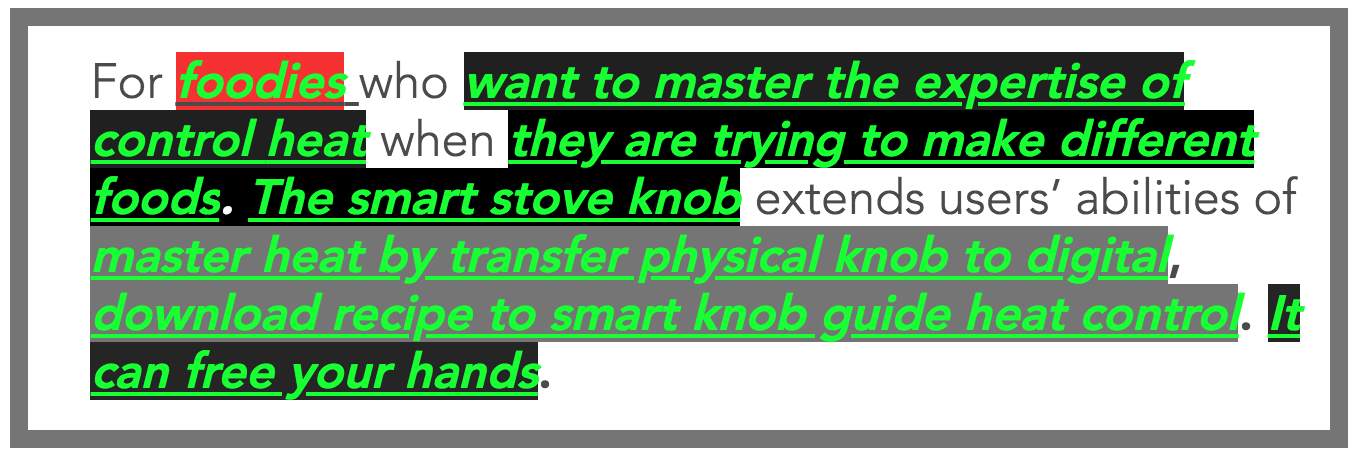 For foodies who want to master the expertise of
control heat when they are trying to make different
foods. The smart stove knob extends users’ abilities of
master heat by transfer physical knob to digital,
download recipe to smart knob guide heat control. It
can free your hands.